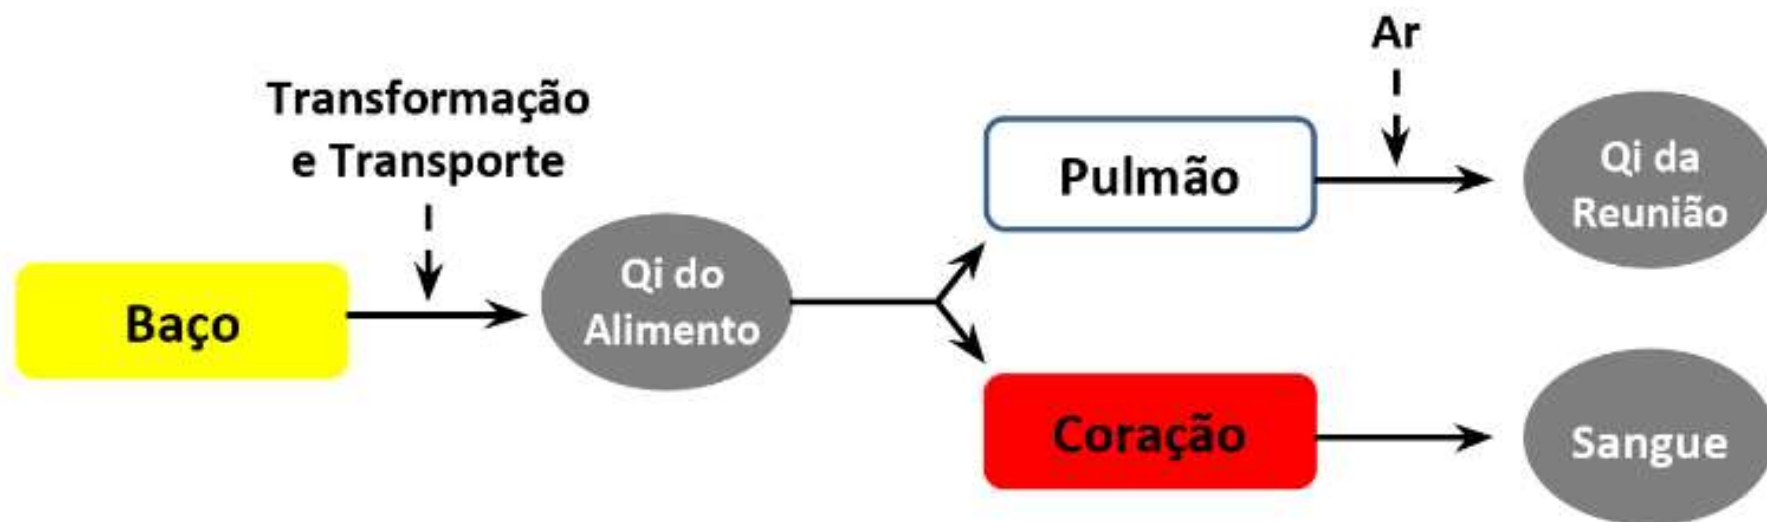 Transformação
e Transporte
Baço
Qi do
Alimento
Pulmão
Ar
Qi da
Reunião
Coração
Sangue